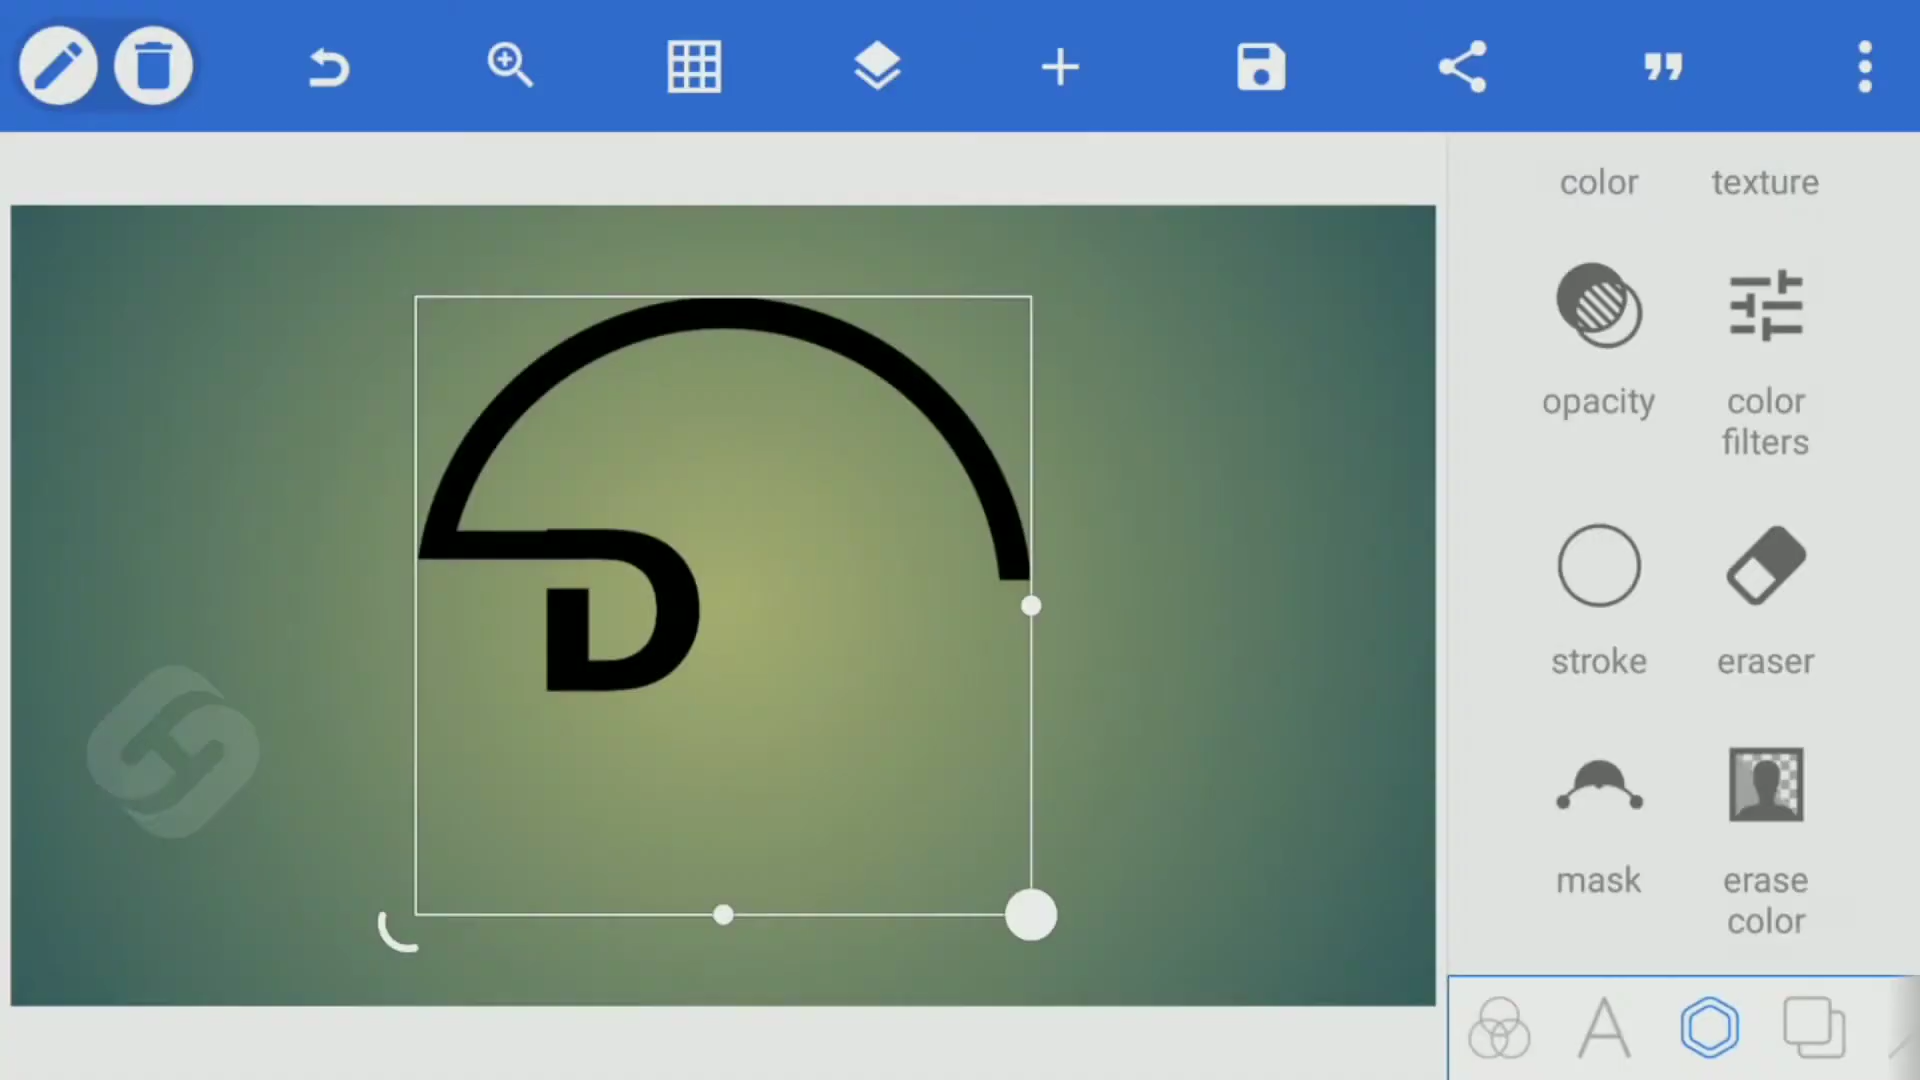 color texture
opacity color
filters
stroke eraser
mask erase
color
D